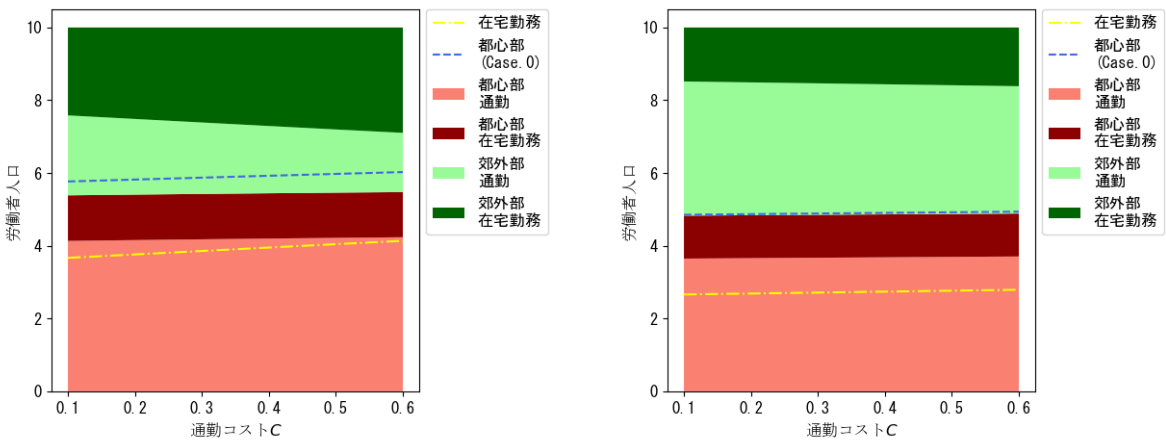 10
8
6
4
2
0
労働者人口
0.1 0.2 0.3 0.4 0.5 0.6
通勤コストC
在宅勤務
都心部
(Case.0)
都心部
通勤
都心部
在宅勤務
郊外部
通勤
郊外部
在宅勤務
10
8
6
4
2
0
労働者人口
0.1 0.2 0.3 0.4 0.5 0.6
通勤コストC
在宅勤務
都心部
(Case.0)
都心部
通勤
都心部
在宅勤務
郊外部
通勤
郊外部
在宅勤務